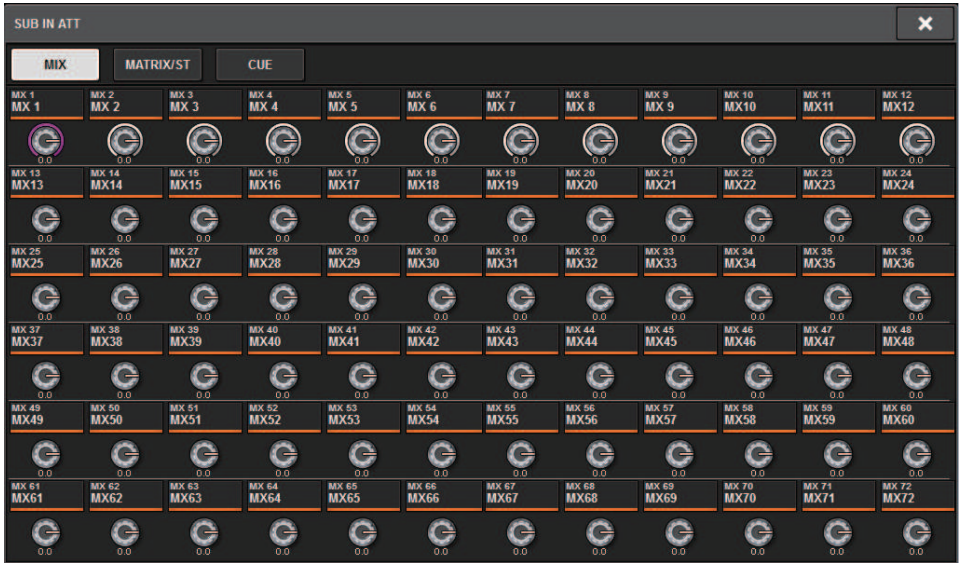 SUB IN ATT
MIX MATRIX/ST CUE
MX 1 MX 2 MX 3 MX 4 MX 5 MX 6 MX 7 MX 8 MX 9 MX 10 MX 11 MX 12
MX 1 MX 2 MX 3 MX 4 MX 5 MX 6 MX 7 MX 8 MX 9 MX10 MX11 MX12
0.0 0.0 0.0 0.0 0.0 0.0 0.0 0.0 0.0 0.0 0.0 0.0
MX 13 MX 14 MX 15 MX 16 MX 17 MX 18 MX 19 MX 20 MX 21 MX 22 MX 23 MX 24
MX13 MX14 MX15 MX16 MX17 MX18 MX19 MX20 MX21 MX22 MX23 MX24
0.0 0.0 0.0 0.0 0.0 0.0 0.0 0.0 0.0 0.0 0.0 0.0
MX 25 MX 26 MX 27 MX 28 MX 29 MX 30 MX 31 MX 32 MX 33 MX 34 MX 35 MX 36
MX25 MX26 MX27 MX28 MX29 MX30 MX31 MX32 MX33 MX34 MX35 MX36
0.0 0.0 0.0 0.0 0.0 0.0 0.0 0.0 0.0 0.0 0.0 0.0
MX 37 MX 38 MX 39 MX 40 MX 41 MX 42 MX 43 MX 44 MX 45 MX 46 MX 47 MX 48
MX37 MX38 MX39 MX40 MX41 MX42 MX43 MX44 MX45 MX46 MX47 MX48
0.0 0.0 0.0 0.0 0.0 0.0 0.0 0.0 0.0 0.0 0.0 0.0
MX 49 MX 50 MX 51 MX 52 MX 53 MX 54 MX 55 MX 56 MX 57 MX 58 MX 59 MX 60
MX49 MX50 MX51 MX52 MX53 MX54 MX55 MX56 MX57 MX58 MX59 MX60
0.0 0.0 0.0 0.0 0.0 0.0 0.0 0.0 0.0 0.0 0.0 0.0
MX 61 MX 62 MX 63 MX 64 MX 65 MX 66 MX 67 MX 68 MX 69 MX 70 MX 71 MX 72
MX61 MX62 MX63 MX64 MX65 MX66 MX67 MX68 MX69 MX70 MX71 MX72
0.0 0.0 0.0 0.0 0.0 0.0 0.0 0.0 0.0 0.0 0.0 0.0